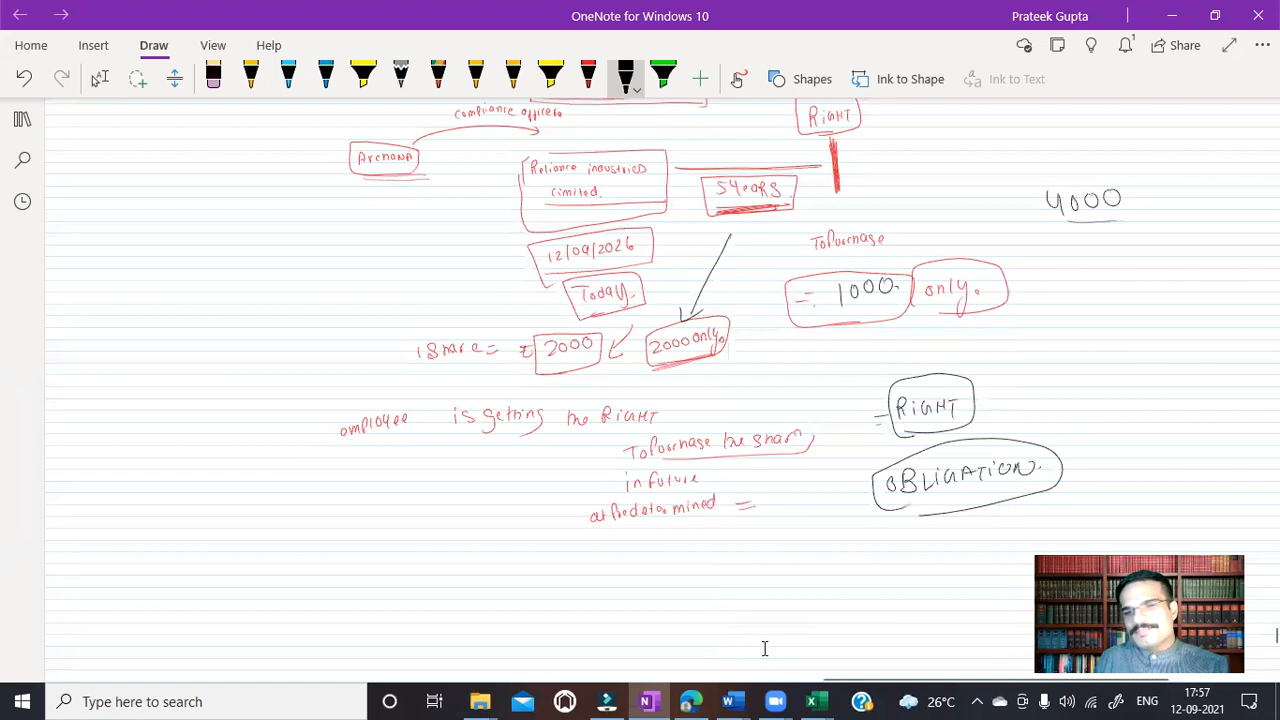 OneNote for Windows 10
Prateek Gupta
Home Insert Draw View Help
Share
Shapes
Ink to Shape
Ink to Text
compliance officer
RIGHT
Archana
Reliance industries
limited.
5 years
4000
12/09/2026
To Purchase
Today.
= 1000. only.
1 share = ₹ 2000
2000 only.
employee is getting the RIGHT
= RIGHT
To Purchase the share
in future
OBLIGATION.
at Predetermined =
Type here to search
26°C
ENG
17:57
12-09-2021